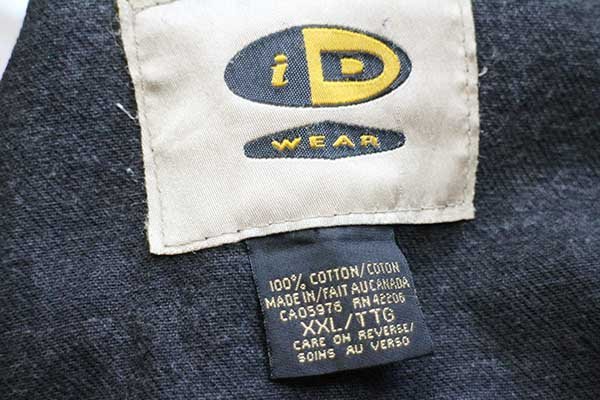 iD
WEAR
100% COTTON/COTON
MADE IN/FAIT AU CANADA
CA05976 RN 42206
XXL/TTG
CARE ON REVERSE/
SOINS AU VERSO